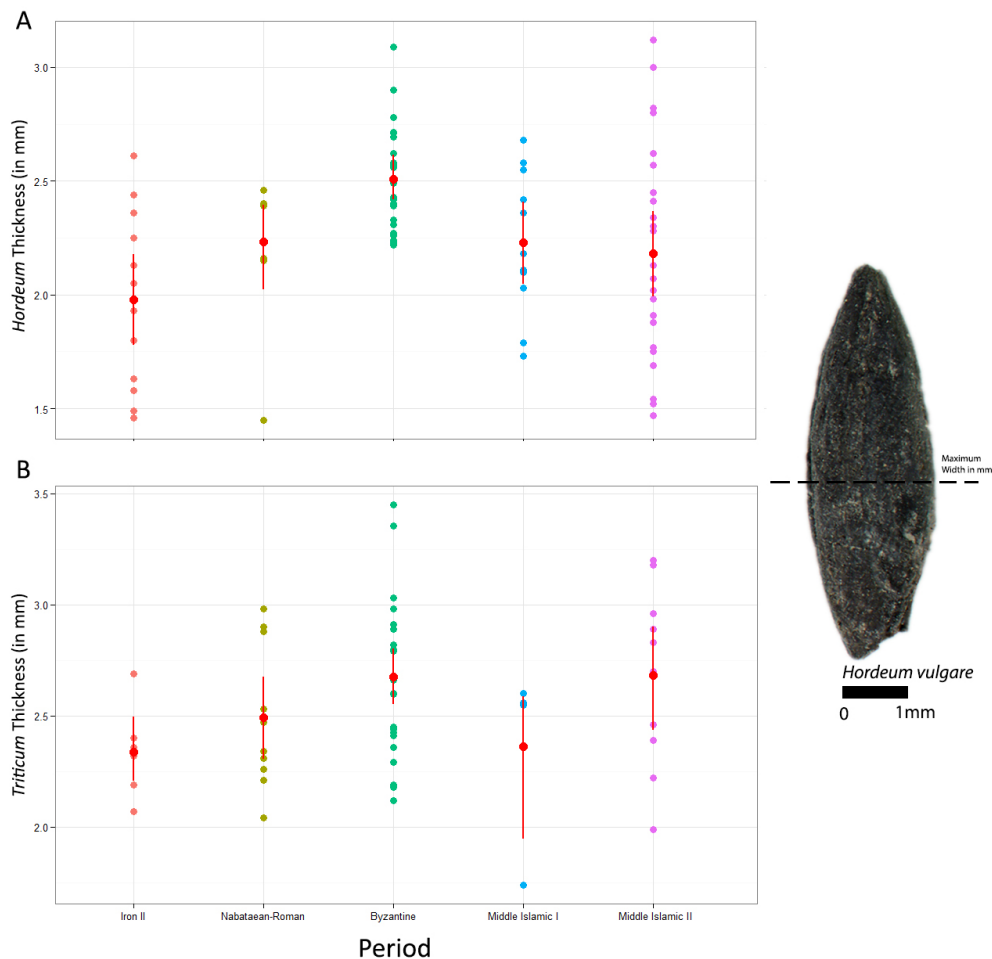 A
Hordeum Thickness (in mm)
3.0
2.5
2.0
1.5
B
Triticum Thickness (in mm)
3.5
3.0
2.5
2.0
Iron II
Nabataean-Roman
Byzantine
Middle Islamic I
Middle Islamic II
Period
Maximum
Width in mm
Hordeum vulgare
0
1mm